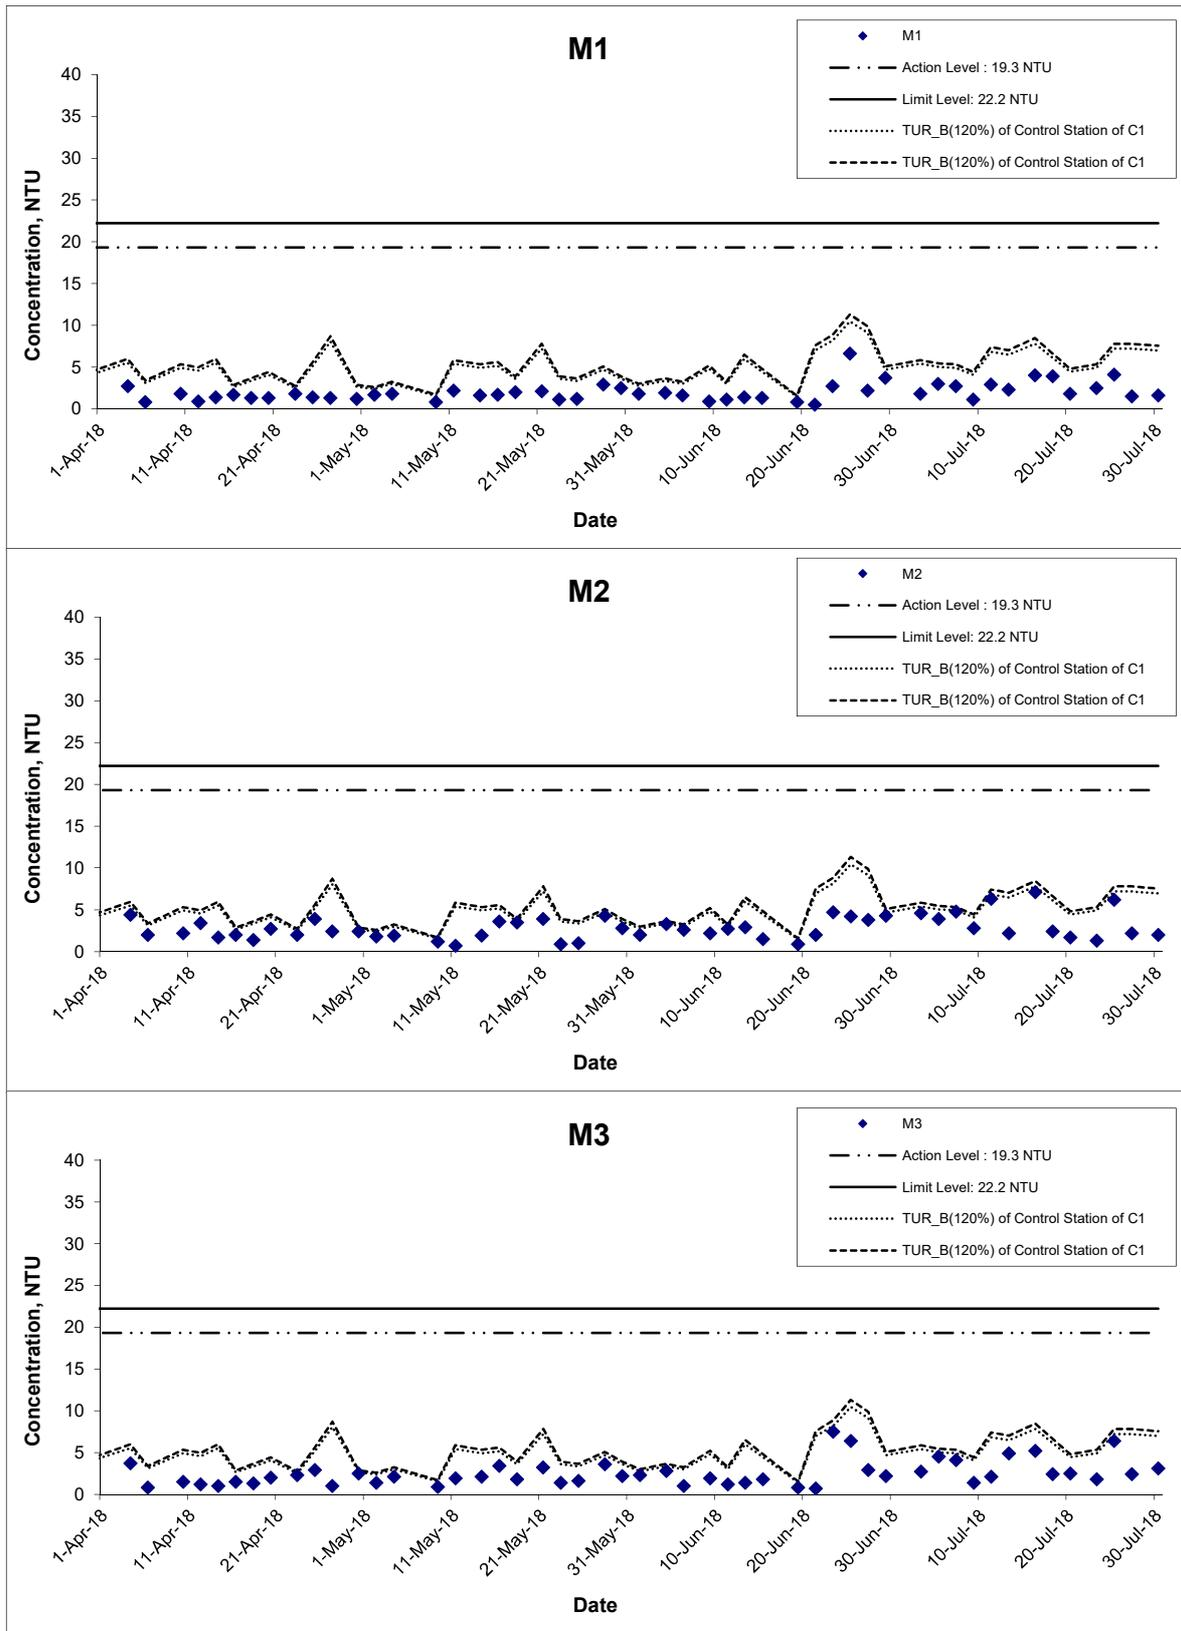 M1
M1
Action Level : 19.3 NTU
Limit Level: 22.2 NTU
TUR_B(120%) of Control Station of C1
TUR_B(120%) of Control Station of C1
Concentration, NTU
40
35
30
25
20
15
10
5
0
1-Apr-18
11-Apr-18
21-Apr-18
1-May-18
11-May-18
21-May-18
31-May-18
10-Jun-18
20-Jun-18
30-Jun-18
10-Jul-18
20-Jul-18
30-Jul-18
Date
M2
M2
Action Level : 19.3 NTU
Limit Level: 22.2 NTU
TUR_B(120%) of Control Station of C1
TUR_B(120%) of Control Station of C1
Concentration, NTU
40
35
30
25
20
15
10
5
0
1-Apr-18
11-Apr-18
21-Apr-18
1-May-18
11-May-18
21-May-18
31-May-18
10-Jun-18
20-Jun-18
30-Jun-18
10-Jul-18
20-Jul-18
30-Jul-18
Date
M3
M3
Action Level : 19.3 NTU
Limit Level: 22.2 NTU
TUR_B(120%) of Control Station of C1
TUR_B(120%) of Control Station of C1
Concentration, NTU
40
35
30
25
20
15
10
5
0
1-Apr-18
11-Apr-18
21-Apr-18
1-May-18
11-May-18
21-May-18
31-May-18
10-Jun-18
20-Jun-18
30-Jun-18
10-Jul-18
20-Jul-18
30-Jul-18
Date